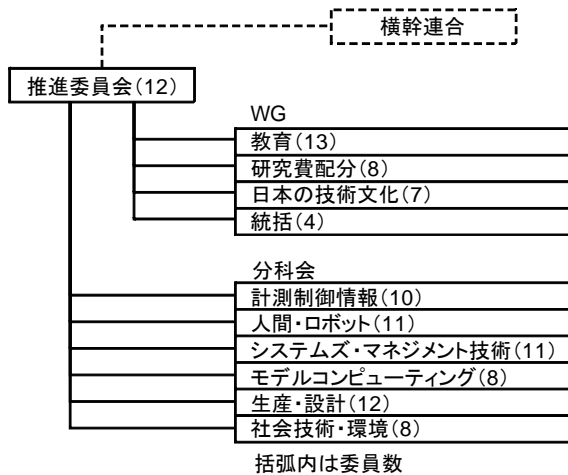 横幹連合
推進委員会(12)
WG
教育(13)
研究費配分(8)
日本の技術文化(7)
統括(4)
分科会
計測制御情報(10)
人間・ロボット(11)
システムズ・マネジメント技術(11)
モデルコンピューティング(8)
生産・設計(12)
社会技術・環境(8)
括弧内は委員数